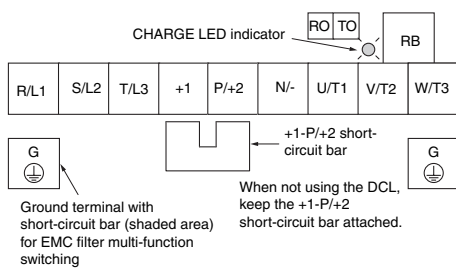 RO TO
CHARGE LED indicator
RB
R/L1 S/L2 T/L3 +1 P/+2 N/- U/T1 V/T2 W/T3
+1-P/+2 short-
circuit bar
G
G
When not using the DCL,
keep the +1-P/+2
short-circuit bar attached.
Ground terminal with
short-circuit bar (shaded area)
for EMC filter multi-function
switching